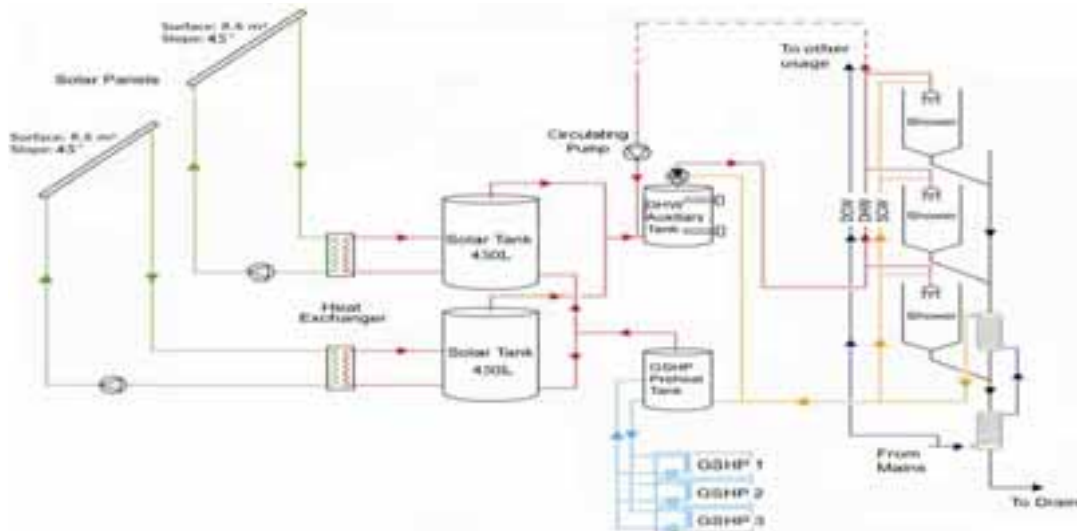 Surface: 8.6 m²
Slope: 45°
Solar Panels
Surface: 8.6 m²
Slope: 45°
To other
usage
Circulating
Pump
DHW
Auxiliary
Tank
Shower
Shower
Shower
DCW
DHW
Solar Tank
430L
Heat
Exchanger
Solar Tank
430L
GSHP
Preheat
Tank
From
Mains
GSHP 1
GSHP 2
GSHP 3
To Drain